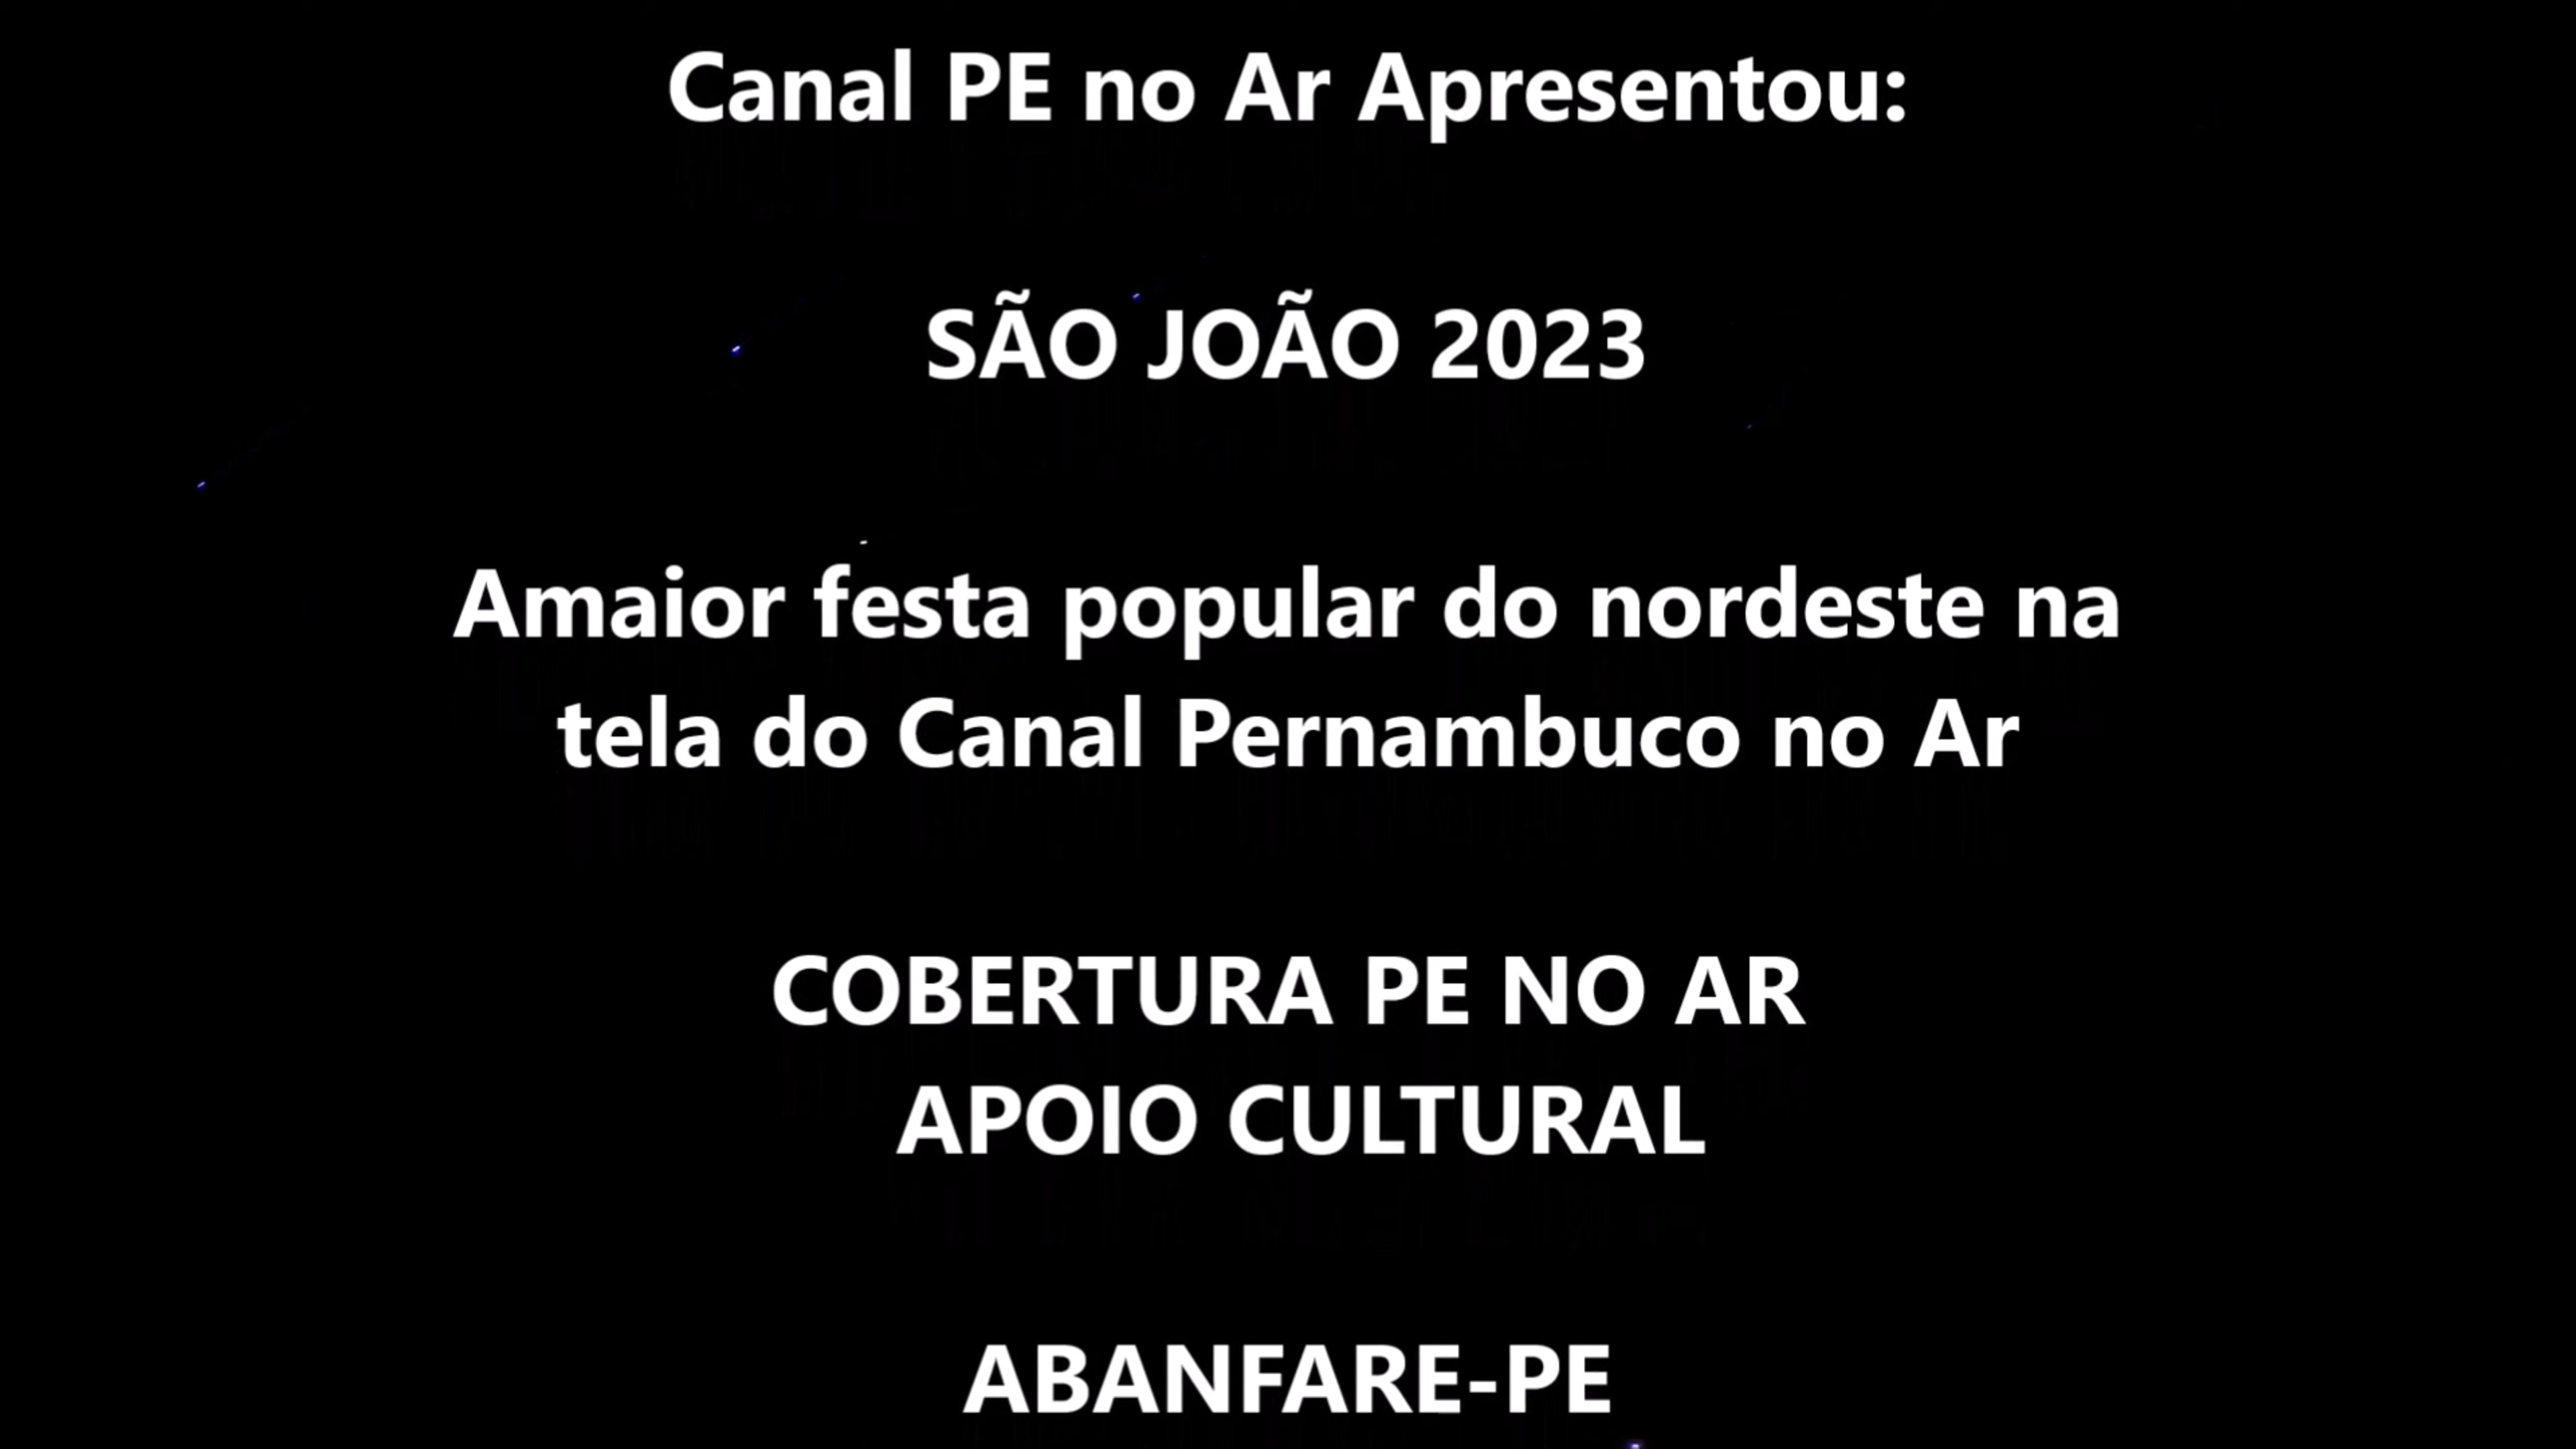 Canal PE no Ar Apresentou:
SÃO JOÃO 2023
Amaior festa popular do nordeste na
tela do Canal Pernambuco no Ar
COBERTURA PE NO AR
APOIO CULTURAL
ABANFARE-PE